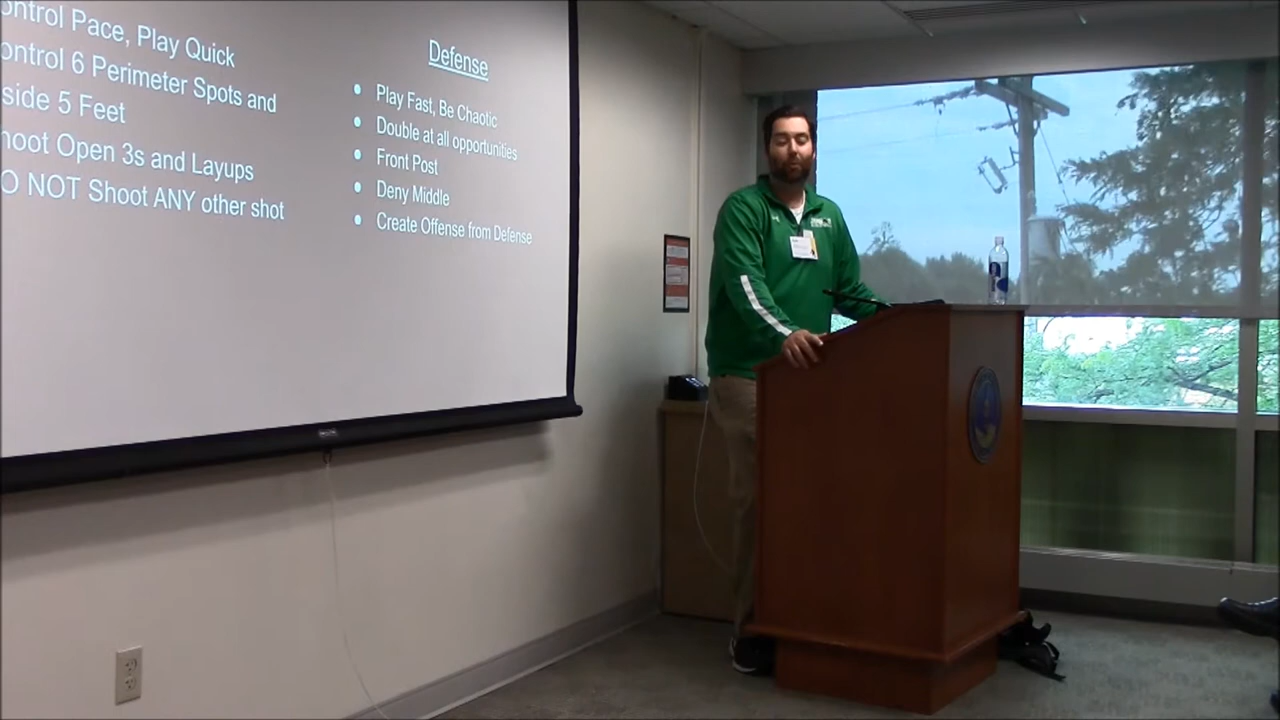 ontrol Pace, Play Quick
ontrol 6 Perimeter Spots and
side 5 Feet
hoot Open 3s and Layups
O NOT Shoot ANY other shot
Defense
• Play Fast, Be Chaotic
• Double at all opportunities
• Front Post
• Deny Middle
• Create Offense from Defense